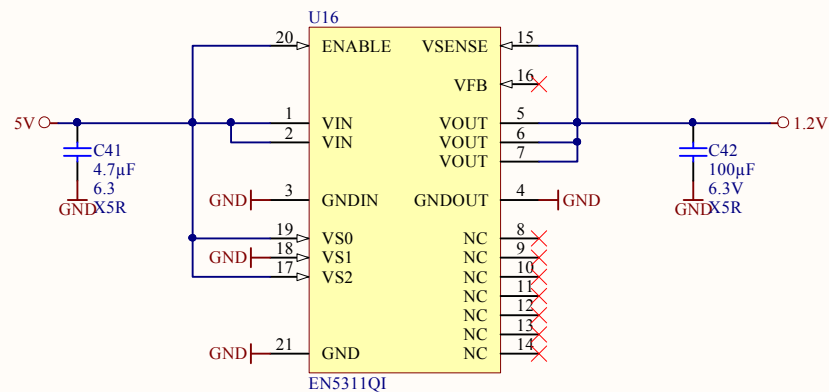 U16
20 ENABLE VSENSE 15
VFB 16
5V 1 VIN VOUT 5 1.2V
2 VIN VOUT 6
VOUT 7
C41 C42
4.7µF 100µF
6.3 6.3V
X5R X5R
GND GND
GND 3 GNDIN GNDOUT 4 GND
19 VS0 NC 8
GND 18 VS1 NC 9
17 VS2 NC 10
NC 11
NC 12
NC 13
GND 21 GND NC 14
EN5311QI